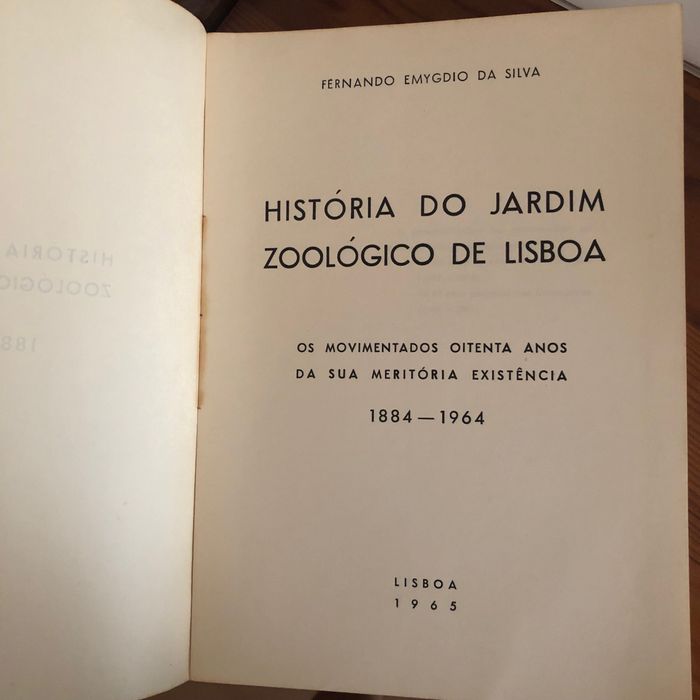 FERNANDO EMYGDIO DA SILVA
HISTÓRIA DO JARDIM
ZOOLÓGICO DE LISBOA
OS MOVIMENTADOS OITENTA ANOS
DA SUA MERITÓRIA EXISTÊNCIA
1884 — 1964
LISBOA
1965